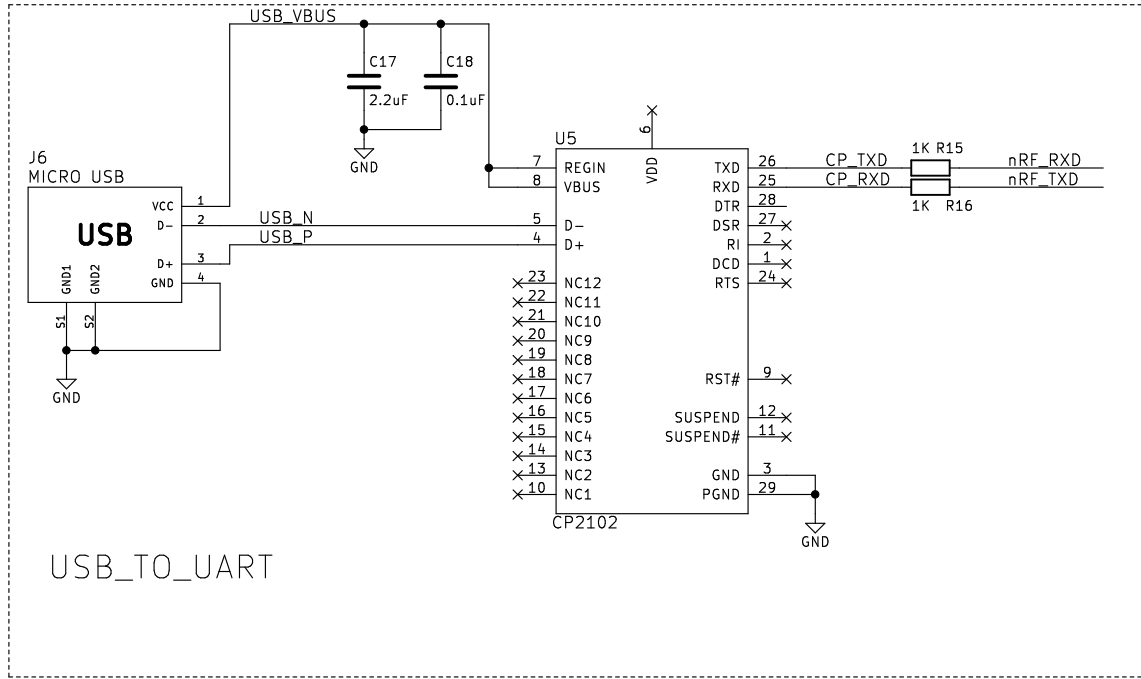 USB_VBUS
C17
2.2uF
C18
0.1uF
GND
J6
MICRO USB
USB
VCC 1
D- 2
D+ 3
GND 4
GND1
GND2
S1
S2
GND
USB_N
USB_P
U5
6
VDD
7 REGIN
8 VBUS
5 D-
4 D+
23 NC12
22 NC11
21 NC10
20 NC9
19 NC8
18 NC7
17 NC6
16 NC5
15 NC4
14 NC3
13 NC2
10 NC1
TXD 26
RXD 25
DTR 28
DSR 27
RI 2
DCD 1
RTS 24
RST# 9
SUSPEND 12
SUSPEND# 11
GND 3
PGND 29
CP2102
GND
CP_TXD
1K R15
nRF_RXD
CP_RXD
1K R16
nRF_TXD
USB_TO_UART